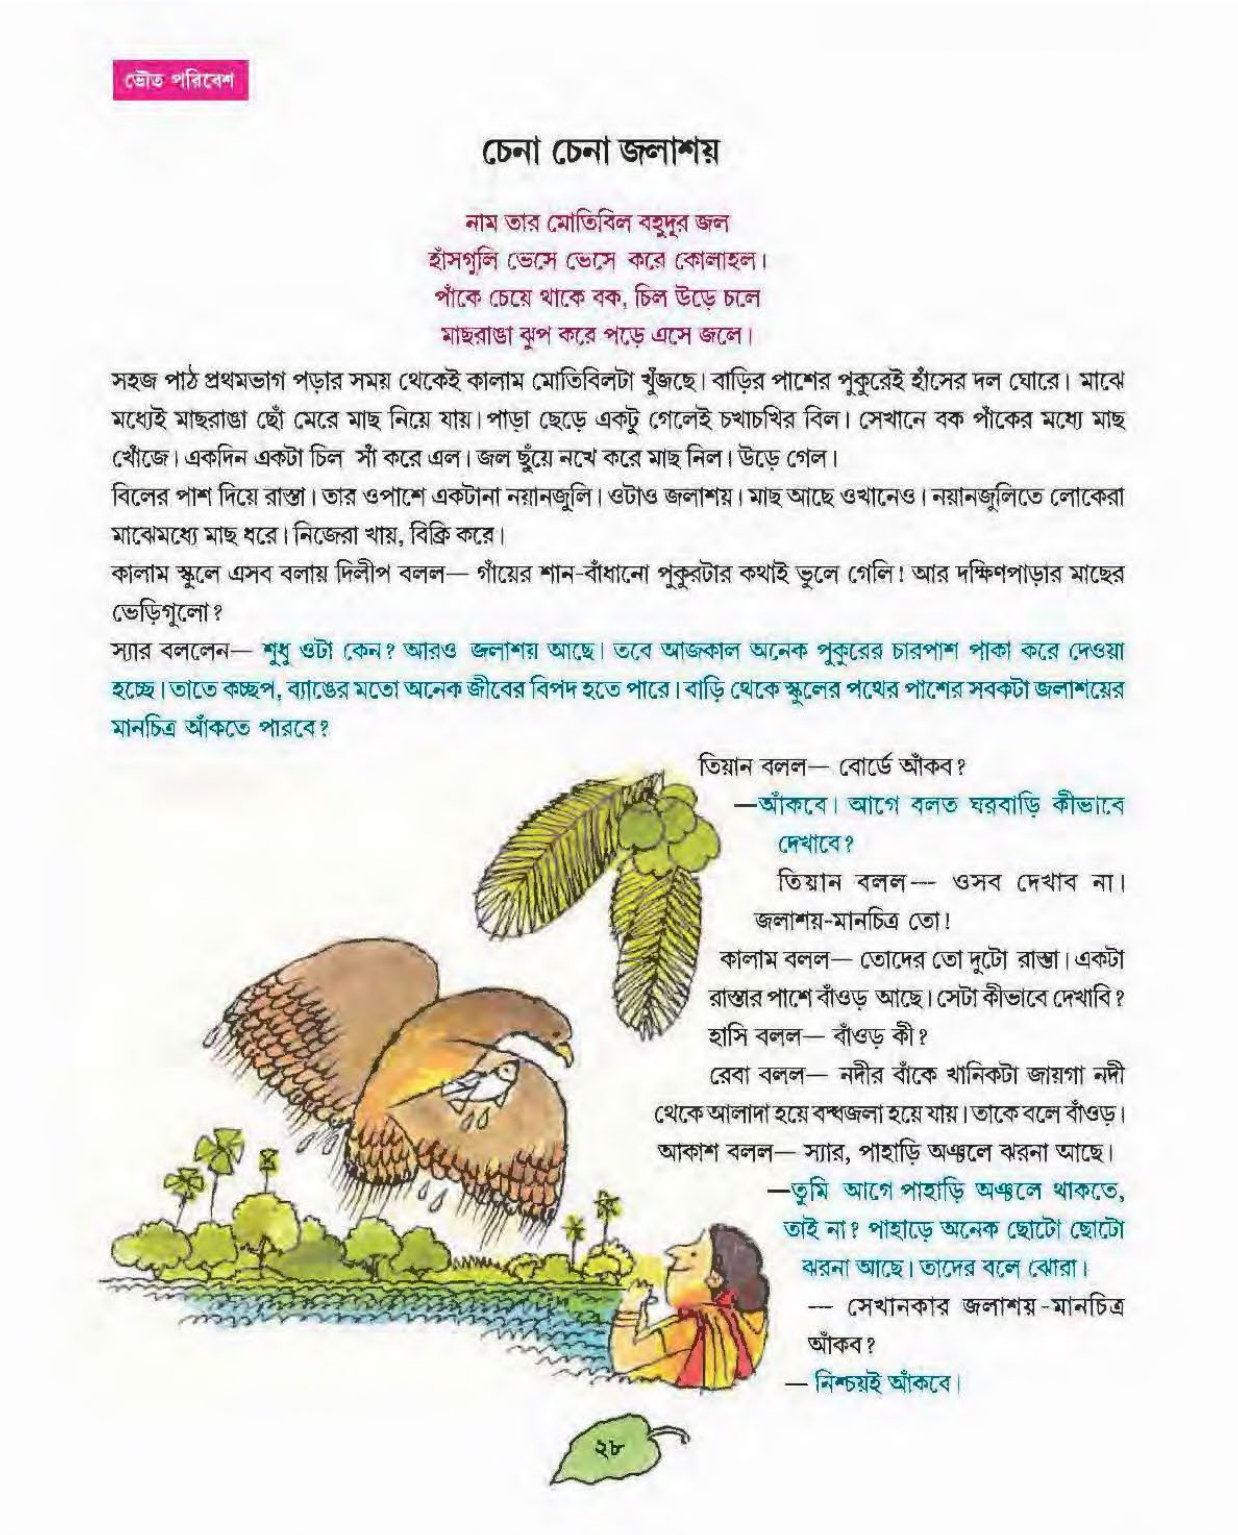 ভৌত পরিবেশ
চেনা চেনা জলাশয়
নাম তার মোতিবিল বহুদূর জল
হাঁসগুলি ভেসে ভেসে করে কোলাহল।
পাঁকে চেয়ে থাকে বক, চিল উড়ে চলে
মাছরাঙা ঝুপ করে পড়ে এসে জলে।
সহজ পাঠ প্রথমভাগ পড়ার সময় থেকেই কালাম মোতিবিলটা খুঁজছে। বাড়ির পাশের পুকুরেই হাঁসের দল ঘোরে। মাঝে
মধ্যেই মাছরাঙা ছোঁ মেরে মাছ নিয়ে যায়। পাড়া ছেড়ে একটু গেলেই চখাচখির বিল। সেখানে বক পাঁকের মধ্যে মাছ
খোঁজে। একদিন একটা চিল সাঁ করে এল। জল ছুঁয়ে নখে করে মাছ নিল। উড়ে গেল।
বিলের পাশ দিয়ে রাস্তা। তার ওপাশে একটানা নয়ানজুলি। ওটাও জলাশয়। মাছ আছে ওখানেও। নয়ানজুলিতে লোকেরা
মাঝেমধ্যে মাছ ধরে। নিজেরা খায়, বিক্রি করে।
কালাম স্কুলে এসব বলায় দিলীপ বলল— গাঁয়ের শান-বাঁধানো পুকুরটার কথাই ভুলে গেলি! আর দক্ষিণপাড়ার মাছের
ভেড়িগুলো?
স্যার বললেন— শুধু ওটা কেন? আরও জলাশয় আছে। তবে আজকাল অনেক পুকুরের চারপাশ পাকা করে দেওয়া
হচ্ছে। তাতে কচ্ছপ, ব্যাঙের মতো অনেক জীবের বিপদ হতে পারে। বাড়ি থেকে স্কুলের পথের পাশের সবকটা জলাশয়ের
মানচিত্র আঁকতে পারবে?
তিয়ান বলল— বোর্ডে আঁকব?
—আঁকবে। আগে বলত ঘরবাড়ি কীভাবে
দেখাবে?
তিয়ান বলল— ওসব দেখাব না।
জলাশয়-মানচিত্র তো!
কালাম বলল— তোদের তো দুটো রাস্তা। একটা
রাস্তার পাশে বাঁওড় আছে। সেটা কীভাবে দেখাবি?
হাসি বলল— বাঁওড় কী?
রেবা বলল— নদীর বাঁকে খানিকটা জায়গা নদী
থেকে আলাদা হয়ে বদ্ধজলা হয়ে যায়। তাকে বলে বাঁওড়।
আকাশ বলল— স্যার, পাহাড়ি অঞ্চলে ঝরনা আছে।
—তুমি আগে পাহাড়ি অঞ্চলে থাকতে,
তাই না? পাহাড়ে অনেক ছোটো ছোটো
ঝরনা আছে। তাদের বলে ঝোরা।
— সেখানকার জলাশয়-মানচিত্র
আঁকব?
— নিশ্চয়ই আঁকবে।
২৮